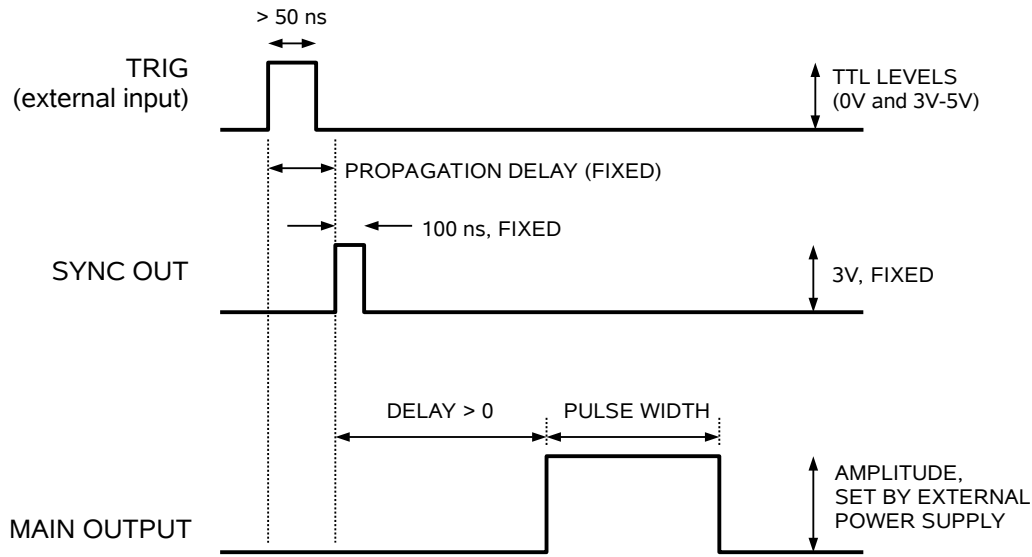 > 50 ns
TRIG
(external input)
TTL LEVELS
(0V and 3V-5V)
PROPAGATION DELAY (FIXED)
100 ns, FIXED
SYNC OUT
3V, FIXED
DELAY > 0
PULSE WIDTH
AMPLITUDE,
SET BY EXTERNAL
POWER SUPPLY
MAIN OUTPUT